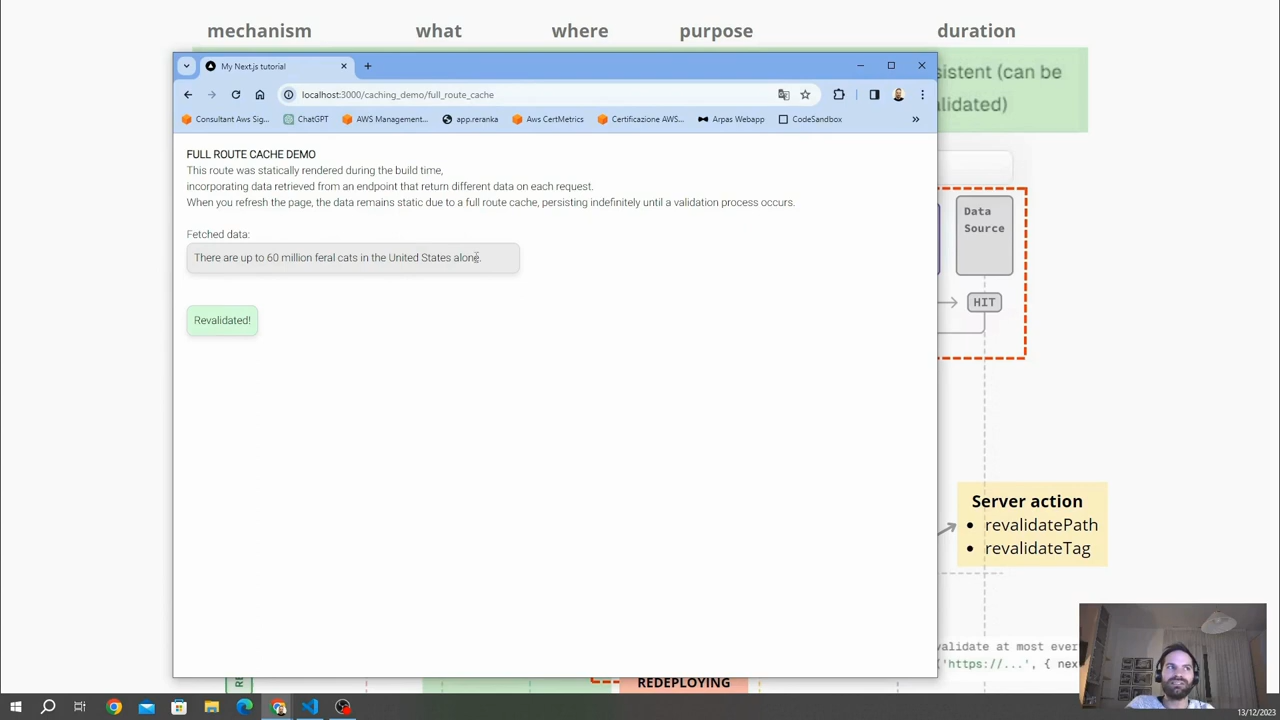 mechanism what where purpose duration
sistent (can be
alidated)
My Next.js tutorial
localhost:3000/caching_demo/full_route_cache
Consultant Aws Sig... ChatGPT AWS Management... app.reranka Aws CertMetrics Certificazione AWS... Arpas Webapp CodeSandbox »
FULL ROUTE CACHE DEMO
This route was statically rendered during the build time,
incorporating data retrieved from an endpoint that return different data on each request.
When you refresh the page, the data remains static due to a full route cache, persisting indefinitely until a validation process occurs.
Fetched data:
There are up to 60 million feral cats in the United States alone.
Revalidated!
Data
Source
HIT
Server action
• revalidatePath
• revalidateTag
validate at most ever
('https://...', { nex
REDEPLOYING
13/12/2023